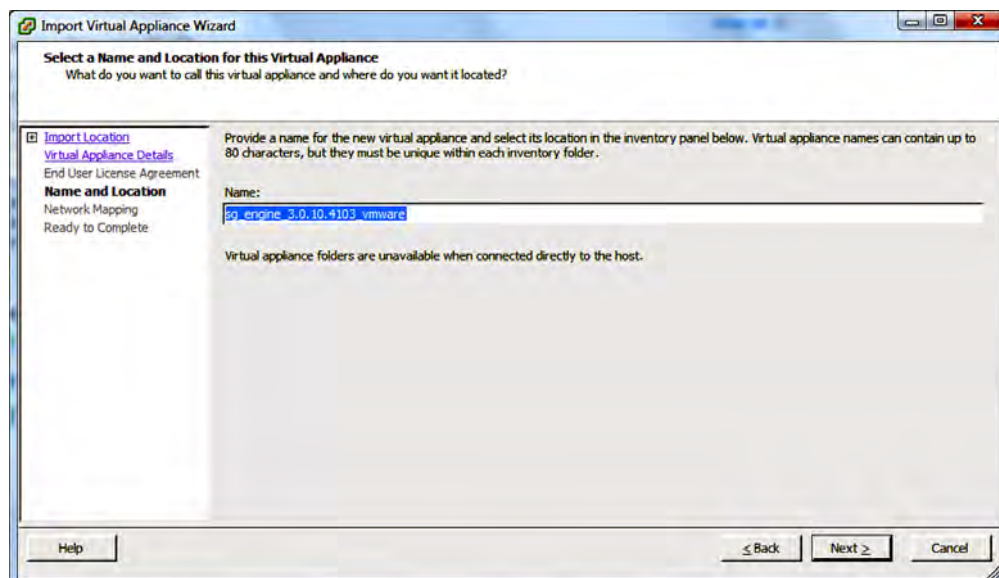 Import Virtual Appliance Wizard
Select a Name and Location for this Virtual Appliance
What do you want to call this virtual appliance and where do you want it located?
Import Location
Virtual Appliance Details
End User License Agreement
Name and Location
Network Mapping
Ready to Complete
Provide a name for the new virtual appliance and select its location in the inventory panel below. Virtual appliance names can contain up to
80 characters, but they must be unique within each inventory folder.
Name:
sg_engine_3.0.10.4103_vmware
Virtual appliance folders are unavailable when connected directly to the host.
Help
< Back
Next >
Cancel